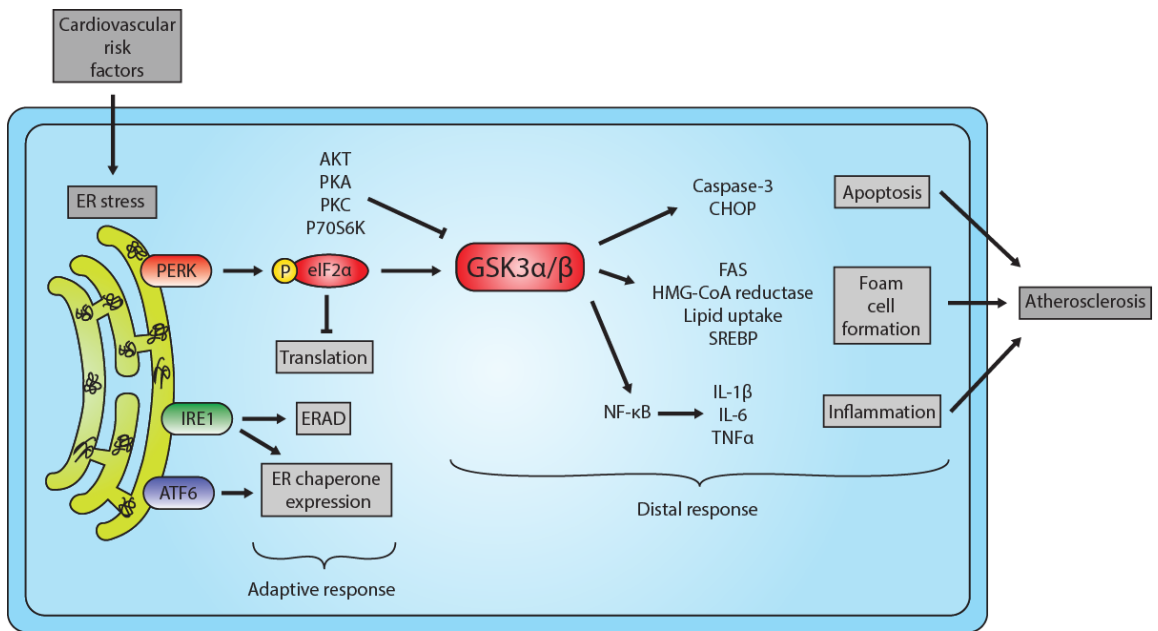 Cardiovascular
risk
factors
ER stress
AKT
PKA
PKC
P70S6K
PERK
P
eIF2α
Translation
IRE1
ERAD
ATF6
ER chaperone
expression
Adaptive response
GSK3α/β
Caspase-3
CHOP
FAS
HMG-CoA reductase
Lipid uptake
SREBP
NF-κB
IL-1β
IL-6
TNFα
Distal response
Apoptosis
Foam
cell
formation
Inflammation
Atherosclerosis